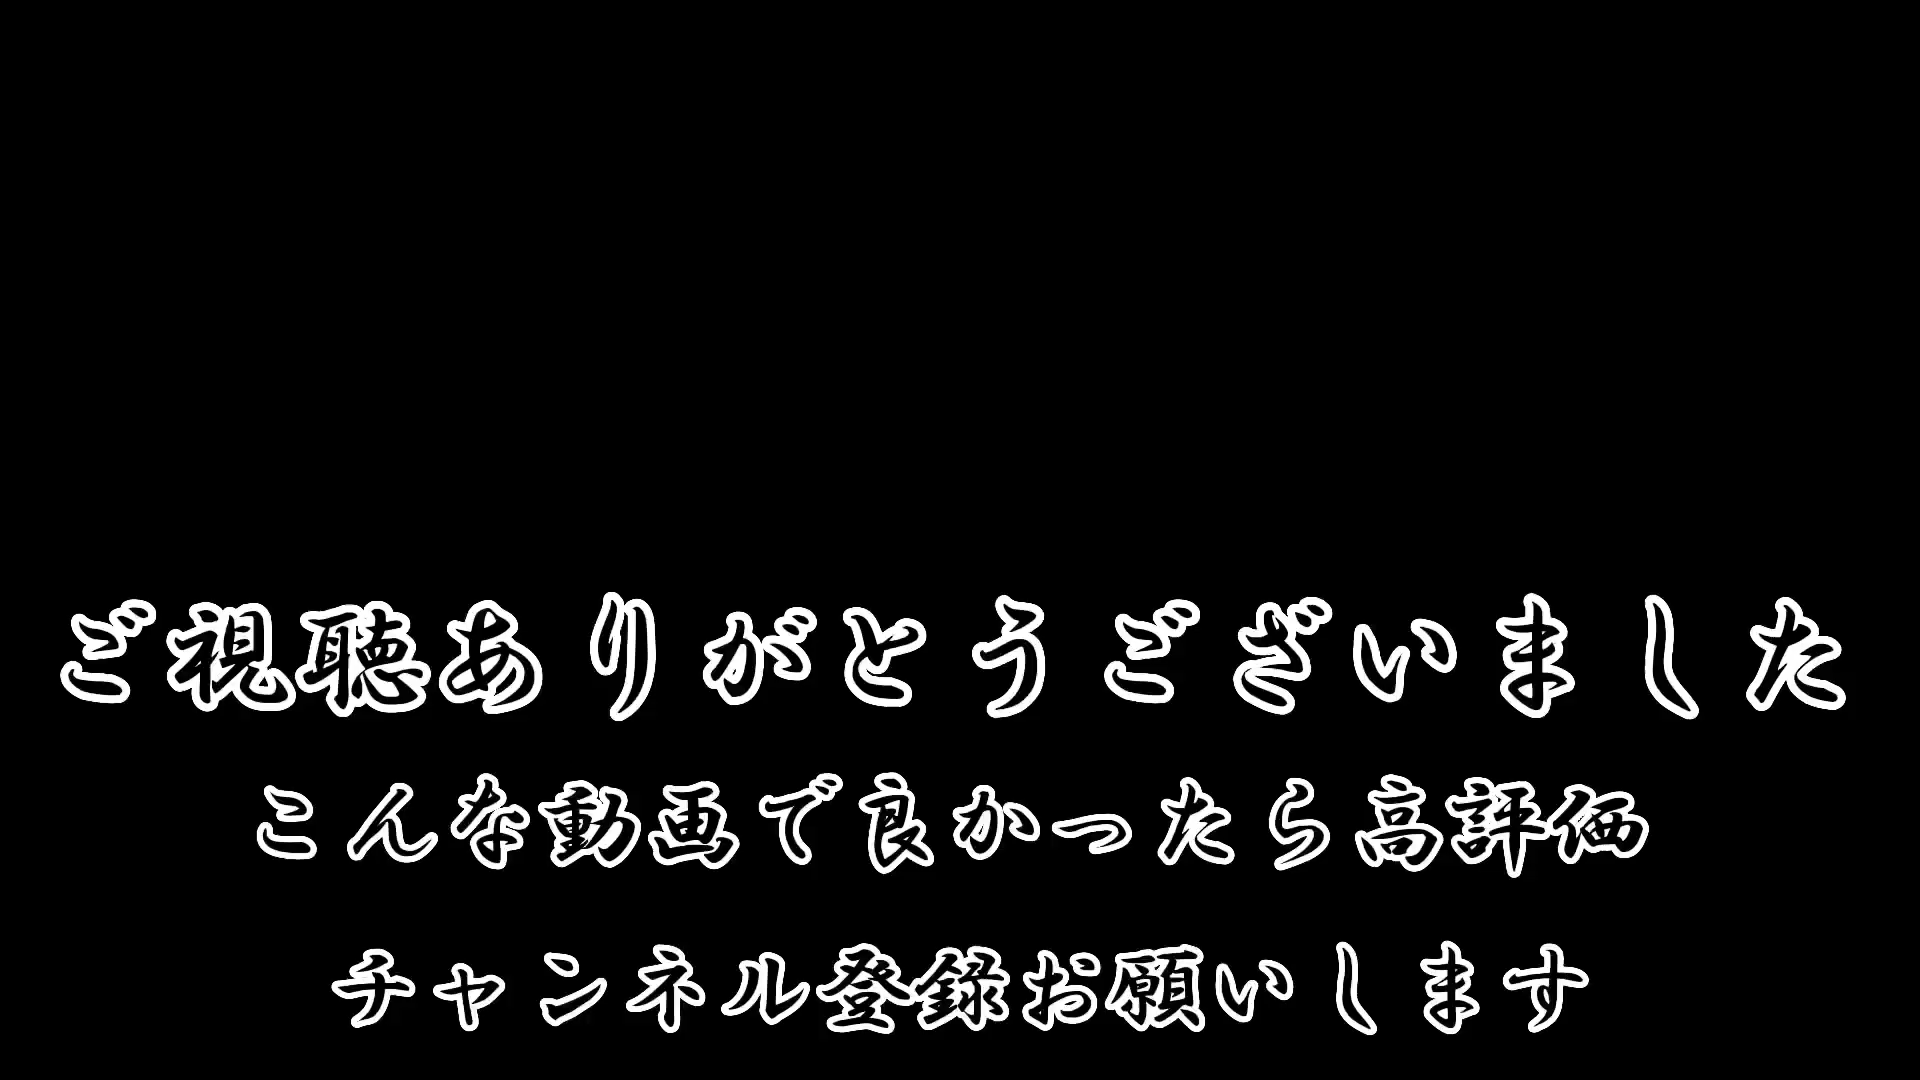 ご視聴ありがとうございました
こんな動画で良かったら高評価
チャンネル登録お願いします